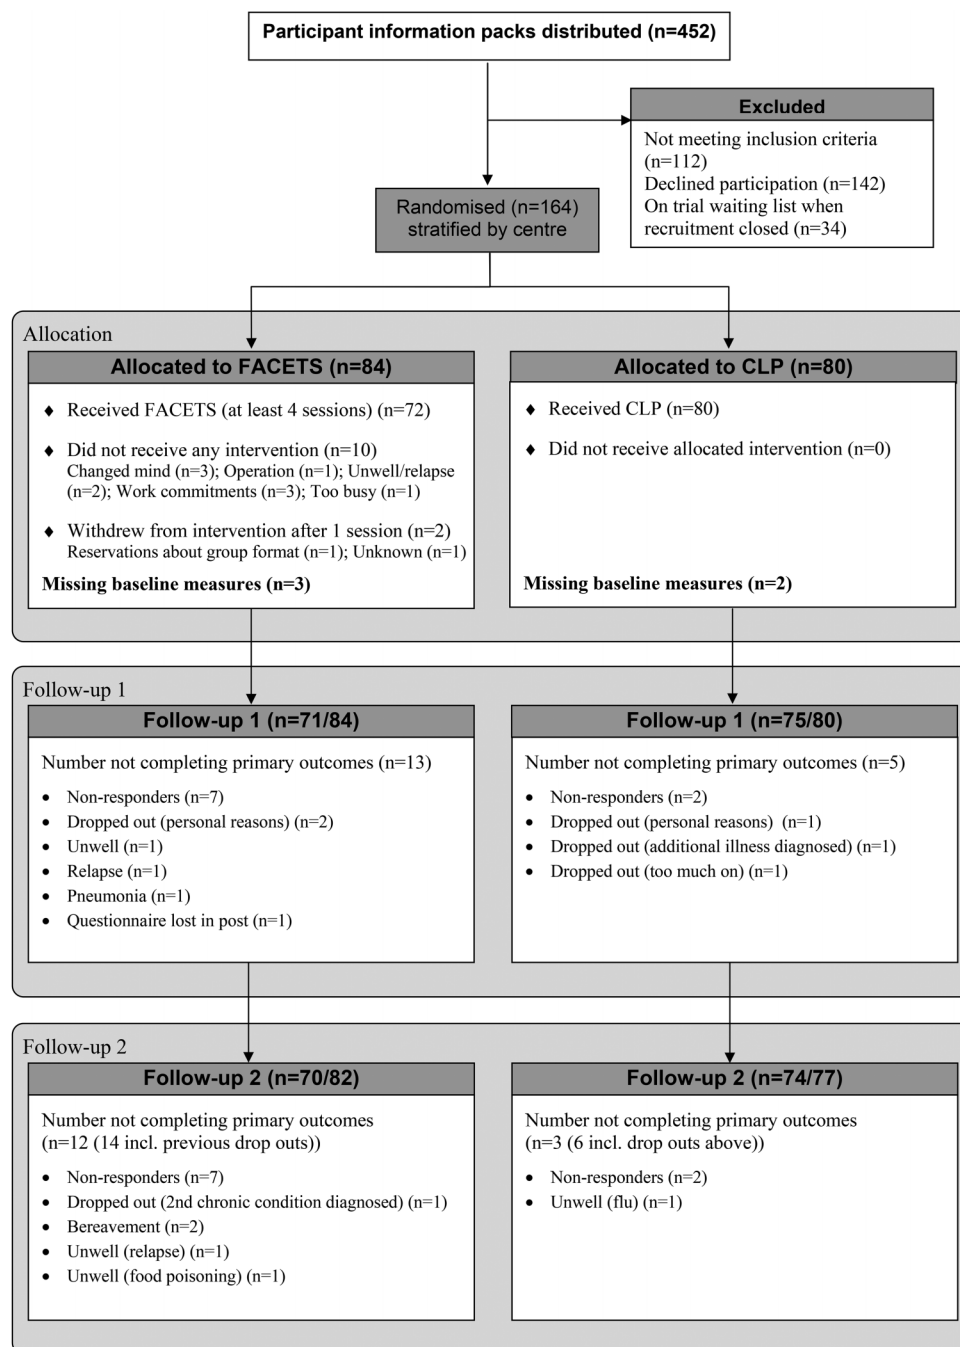 Participant information packs distributed (n=452)
Excluded
Not meeting inclusion criteria
(n=112)
Declined participation (n=142)
On trial waiting list when
recruitment closed (n=34)
Randomised (n=164)
stratified by centre
Allocation
Allocated to FACETS (n=84)
♦ Received FACETS (at least 4 sessions) (n=72)
♦ Did not receive any intervention (n=10)
Changed mind (n=3); Operation (n=1); Unwell/relapse
(n=2); Work commitments (n=3); Too busy (n=1)
♦ Withdrew from intervention after 1 session (n=2)
Reservations about group format (n=1); Unknown (n=1)
Missing baseline measures (n=3)
Allocated to CLP (n=80)
♦ Received CLP (n=80)
♦ Did not receive allocated intervention (n=0)
Missing baseline measures (n=2)
Follow-up 1
Follow-up 1 (n=71/84)
Number not completing primary outcomes (n=13)
• Non-responders (n=7)
• Dropped out (personal reasons) (n=2)
• Unwell (n=1)
• Relapse (n=1)
• Pneumonia (n=1)
• Questionnaire lost in post (n=1)
Follow-up 1 (n=75/80)
Number not completing primary outcomes (n=5)
• Non-responders (n=2)
• Dropped out (personal reasons) (n=1)
• Dropped out (additional illness diagnosed) (n=1)
• Dropped out (too much on) (n=1)
Follow-up 2
Follow-up 2 (n=70/82)
Number not completing primary outcomes
(n=12 (14 incl. previous drop outs))
• Non-responders (n=7)
• Dropped out (2nd chronic condition diagnosed) (n=1)
• Bereavement (n=2)
• Unwell (relapse) (n=1)
• Unwell (food poisoning) (n=1)
Follow-up 2 (n=74/77)
Number not completing primary outcomes
(n=3 (6 incl. drop outs above))
• Non-responders (n=2)
• Unwell (flu) (n=1)